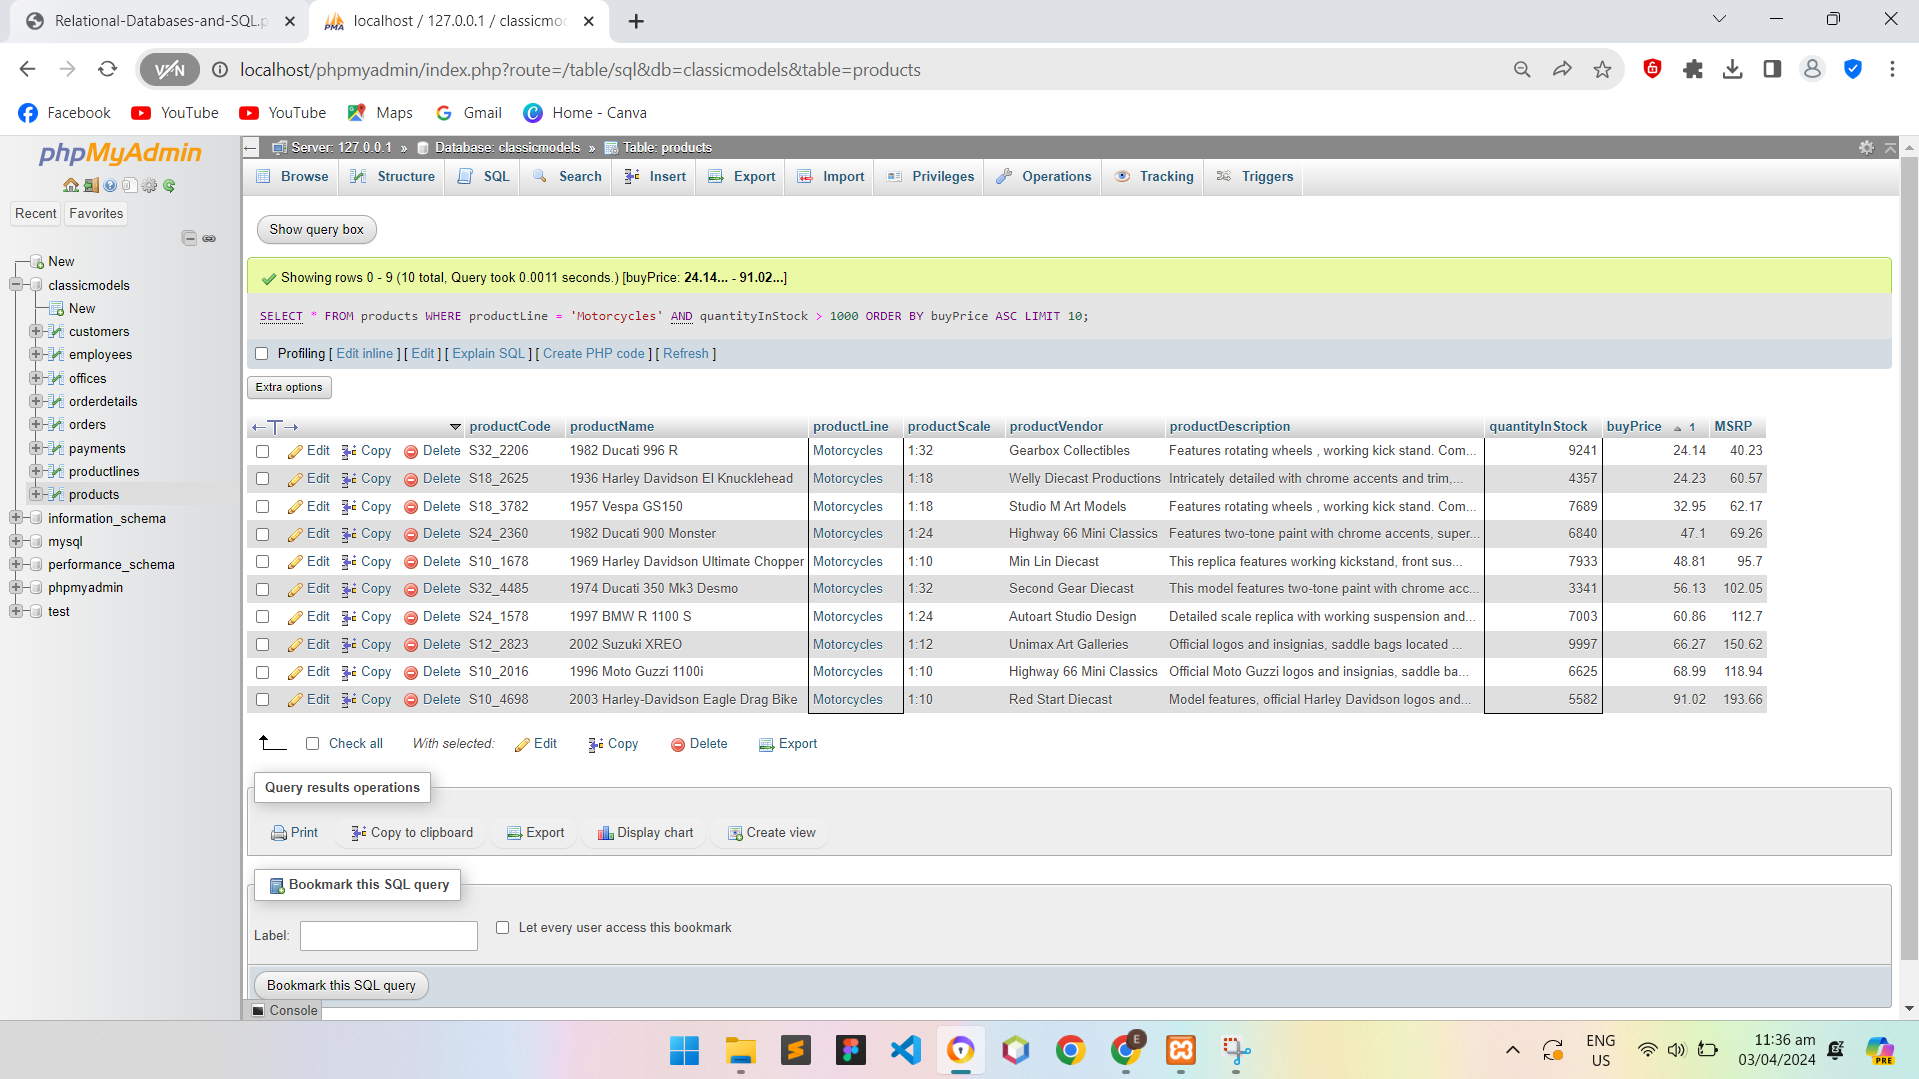 Relational-Databases-and-SQL.p
localhost / 127.0.0.1 / classicmo
VPN
localhost/phpmyadmin/index.php?route=/table/sql&db=classicmodels&table=products
Facebook YouTube YouTube Maps Gmail Home - Canva
phpMyAdmin
Recent Favorites
New
classicmodels
New
customers
employees
offices
orderdetails
orders
payments
productlines
products
information_schema
mysql
performance_schema
phpmyadmin
test
Server: 127.0.0.1 » Database: classicmodels » Table: products
Browse Structure SQL Search Insert Export Import Privileges Operations Tracking Triggers
Show query box
Showing rows 0 - 9 (10 total, Query took 0.0011 seconds.) [buyPrice: 24.14... - 91.02...]
SELECT * FROM products WHERE productLine = 'Motorcycles' AND quantityInStock > 1000 ORDER BY buyPrice ASC LIMIT 10;
Profiling [ Edit inline ] [ Edit ] [ Explain SQL ] [ Create PHP code ] [ Refresh ]
Extra options
productCode productName productLine productScale productVendor productDescription quantityInStock buyPrice 1 MSRP
Edit Copy Delete S32_2206 1982 Ducati 996 R Motorcycles 1:32 Gearbox Collectibles Features rotating wheels , working kick stand. Com... 9241 24.14 40.23
Edit Copy Delete S18_2625 1936 Harley Davidson El Knucklehead Motorcycles 1:18 Welly Diecast Productions Intricately detailed with chrome accents and trim,... 4357 24.23 60.57
Edit Copy Delete S18_3782 1957 Vespa GS150 Motorcycles 1:18 Studio M Art Models Features rotating wheels , working kick stand. Com... 7689 32.95 62.17
Edit Copy Delete S24_2360 1982 Ducati 900 Monster Motorcycles 1:24 Highway 66 Mini Classics Features two-tone paint with chrome accents, super... 6840 47.1 69.26
Edit Copy Delete S10_1678 1969 Harley Davidson Ultimate Chopper Motorcycles 1:10 Min Lin Diecast This replica features working kickstand, front sus... 7933 48.81 95.7
Edit Copy Delete S32_4485 1974 Ducati 350 Mk3 Desmo Motorcycles 1:32 Second Gear Diecast This model features two-tone paint with chrome acc... 3341 56.13 102.05
Edit Copy Delete S24_1578 1997 BMW R 1100 S Motorcycles 1:24 Autoart Studio Design Detailed scale replica with working suspension and... 7003 60.86 112.7
Edit Copy Delete S12_2823 2002 Suzuki XREO Motorcycles 1:12 Unimax Art Galleries Official logos and insignias, saddle bags located ... 9997 66.27 150.62
Edit Copy Delete S10_2016 1996 Moto Guzzi 1100i Motorcycles 1:10 Highway 66 Mini Classics Official Moto Guzzi logos and insignias, saddle ba... 6625 68.99 118.94
Edit Copy Delete S10_4698 2003 Harley-Davidson Eagle Drag Bike Motorcycles 1:10 Red Start Diecast Model features, official Harley Davidson logos and... 5582 91.02 193.66
Check all With selected: Edit Copy Delete Export
Query results operations
Print Copy to clipboard Export Display chart Create view
Bookmark this SQL query
Label: Let every user access this bookmark
Bookmark this SQL query
Console
ENG
US
11:36 am
03/04/2024